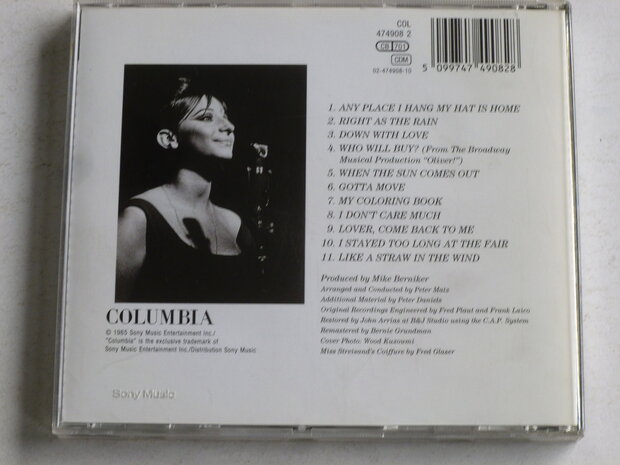 COL
474908 2
CB 701
CDM
02-474908-10
5 099747 490828
1. ANY PLACE I HANG MY HAT IS HOME
2. RIGHT AS THE RAIN
3. DOWN WITH LOVE
4. WHO WILL BUY? (From The Broadway
Musical Production "Oliver!")
5. WHEN THE SUN COMES OUT
6. GOTTA MOVE
7. MY COLORING BOOK
8. I DON'T CARE MUCH
9. LOVER, COME BACK TO ME
10. I STAYED TOO LONG AT THE FAIR
11. LIKE A STRAW IN THE WIND
Produced by Mike Berniker
Arranged and Conducted by Peter Matz
Additional Material by Peter Daniels
Original Recordings Engineered by Fred Plaut and Frank Laico
Restored by John Arrias at B&J Studio using the C.A.P. System
Remastered by Bernie Grundman
Cover Photo: Wood Kuzoumi
Miss Streisand's Coiffure by Fred Glaser
COLUMBIA
© 1965 Sony Music Entertainment Inc./
"Columbia" is the exclusive trademark of
Sony Music Entertainment Inc./Distribution Sony Music
Sony Music